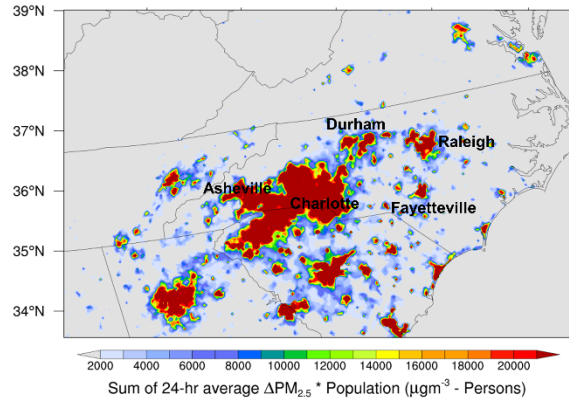 39°N
38°N
37°N
36°N
35°N
34°N
Durham
Raleigh
Asheville
Charlotte
Fayetteville
2000 4000 6000 8000 10000 12000 14000 16000 18000 20000
Sum of 24-hr average ΔPM2.5 * Population (μgm-3 - Persons)